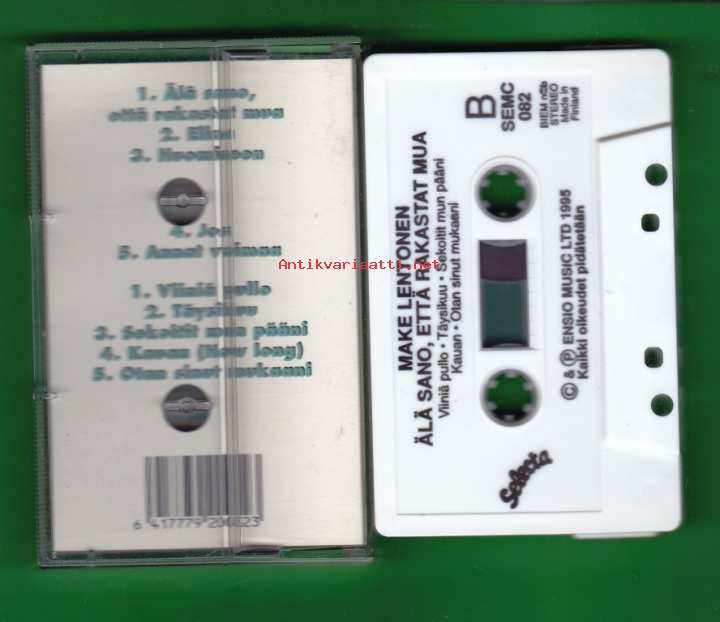 1. Älä sano,
että rakastat mua
2. Elina
3. Huomiseen
4. Jos
5. Annat voimaa
1. Viiniä pullo
2. Täysikuu
3. Sekoitit mun pääni
4. Kauan (How long)
5. Otan sinut mukaani
6 417779 200823
Antikvariaatti.net
B
SEMC
082
BIEM n©b
STEREO
Made in
Finland
MAKE LENTONEN
ÄLÄ SANO, ETTÄ RAKASTAT MUA
Viiniä pullo · Täysikuu · Sekoitit mun pääni
Kauan · Otan sinut mukaani
© & Ⓟ ENSIO MUSIC LTD 1995
Kaikki oikeudet pidätetään
Selecta